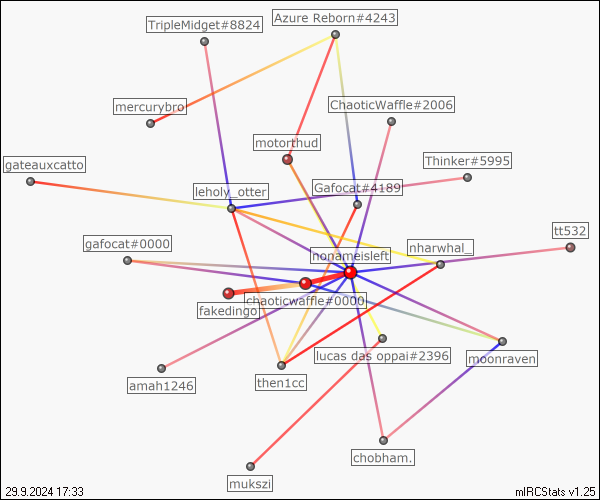 TripleMidget#8824
Azure Reborn#4243
mercurybro
ChaoticWaffle#2006
motorthud
gateauxcatto
Thinker#5995
leholy_otter
Gafocat#4189
tt532
gafocat#0000
nharwhal_
nonameisleft
fakedingo
chaoticwaffle#0000
lucas das oppai#2396
moonraven
amah1246
then1cc
chobham.
mukszi
29.9.2024 17:33
mIRCStats v1.25